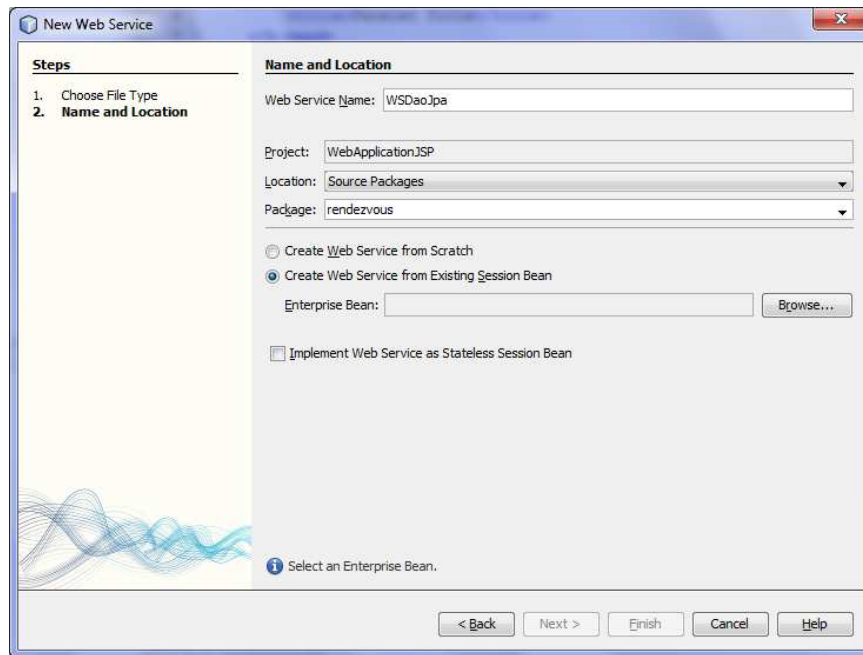 New Web Service
Steps
1. Choose File Type
2. Name and Location
Name and Location
Web Service Name: WSDaoJpa
Project: WebApplicationJSP
Location: Source Packages
Package: rendezvous
Create Web Service from Scratch
Create Web Service from Existing Session Bean
Enterprise Bean: Browse...
Implement Web Service as Stateless Session Bean
Select an Enterprise Bean.
< Back Next > Finish Cancel Help